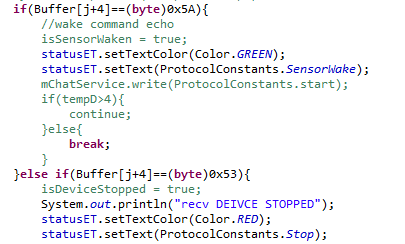 if(Buffer[j+4]==(byte)0x5A){
//wake command echo
isSensorWaken = true;
statusET.setTextColor(Color.GREEN);
statusET.setText(ProtocolConstants.SensorWake);
mChatService.write(ProtocolConstants.start);
if(tempD>4){
continue;
}else{
break;
}
}else if(Buffer[j+4]==(byte)0x53){
isDeviceStopped = true;
System.out.println("recv DEIVCE STOPPED");
statusET.setTextColor(Color.RED);
statusET.setText(ProtocolConstants.Stop);